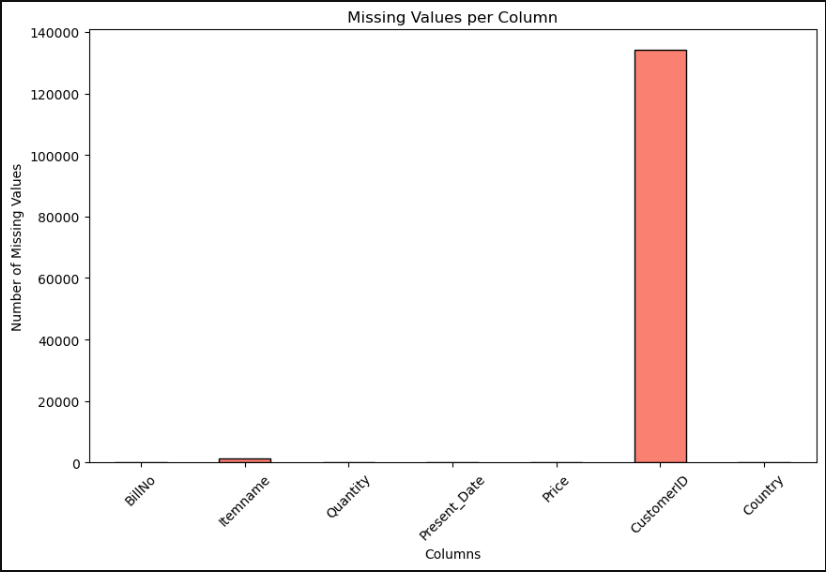 Missing Values per Column
140000
120000
100000
80000
60000
40000
20000
0
Number of Missing Values
BillNo
Itemname
Quantity
Present_Date
Price
CustomerID
Country
Columns